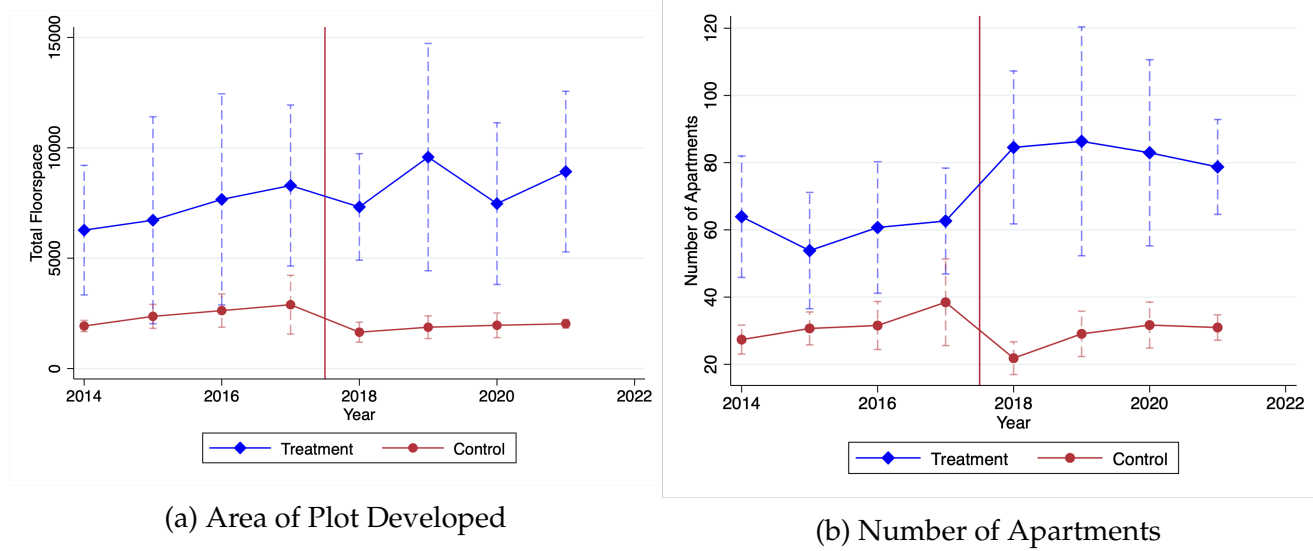 15000
10000
5000
0
Total Floorspace
2014 2016 2018 2020 2022
Year
Treatment Control
(a) Area of Plot Developed
120
100
80
60
40
20
Number of Apartments
2014 2016 2018 2020 2022
Year
Treatment Control
(b) Number of Apartments